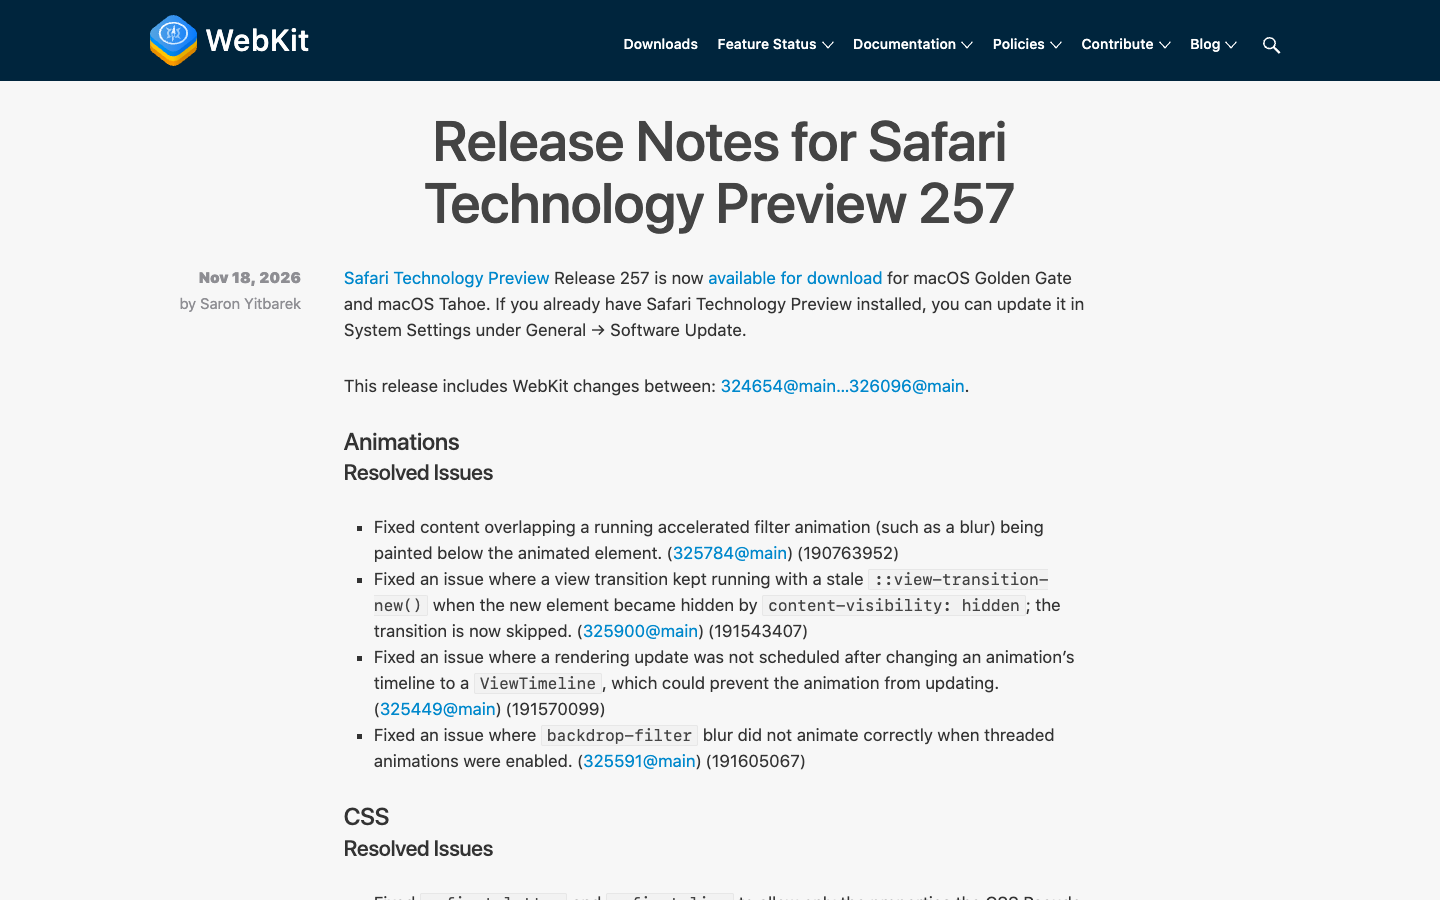 WebKit
Downloads Feature Status Documentation Policies Contribute Blog
Release Notes for Safari
Technology Preview 257
Nov 18, 2026
by Saron Yitbarek
Safari Technology Preview Release 257 is now available for download for macOS Golden Gate
and macOS Tahoe. If you already have Safari Technology Preview installed, you can update it in
System Settings under General → Software Update.
This release includes WebKit changes between: 324654@main…326096@main.
Animations
Resolved Issues
Fixed content overlapping a running accelerated filter animation (such as a blur) being
painted below the animated element. (325784@main) (190763952)
Fixed an issue where a view transition kept running with a stale ::view-transition-
new() when the new element became hidden by content-visibility: hidden; the
transition is now skipped. (325900@main) (191543407)
Fixed an issue where a rendering update was not scheduled after changing an animation’s
timeline to a ViewTimeline, which could prevent the animation from updating.
(325449@main) (191570099)
Fixed an issue where backdrop-filter blur did not animate correctly when threaded
animations were enabled. (325591@main) (191605067)
CSS
Resolved Issues